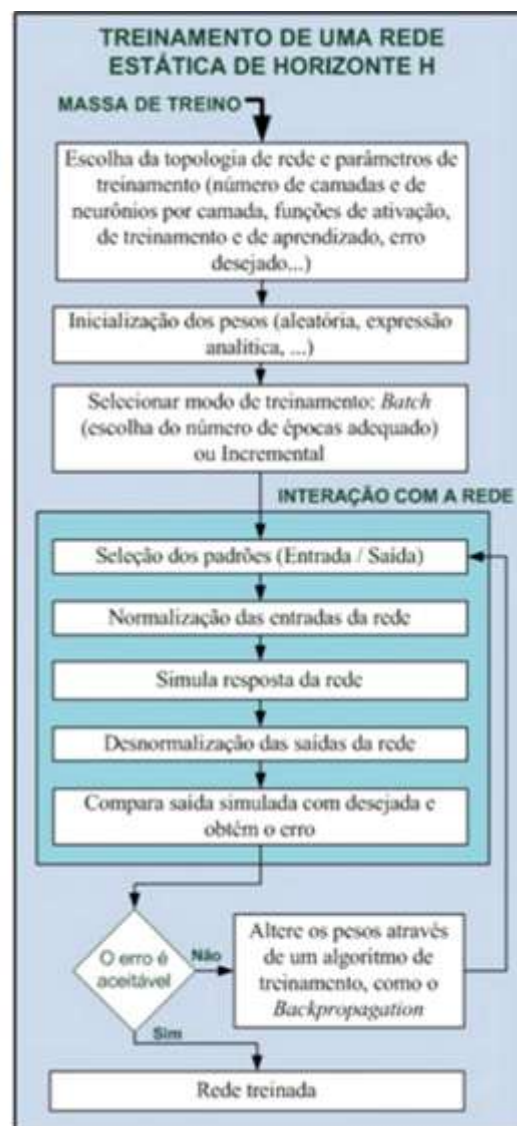 TREINAMENTO DE UMA REDE
ESTÁTICA DE HORIZONTE H
MASSA DE TREINO
Escolha da topologia de rede e parâmetros de
treinamento (número de camadas e de
neurônios por camada, funções de ativação,
de treinamento e de aprendizado, erro
desejado...)
Inicialização dos pesos (aleatória, expressão
analítica, ...)
Selecionar modo de treinamento: Batch
(escolha do número de épocas adequado)
ou Incremental
INTERAÇÃO COM A REDE
Seleção dos padrões (Entrada / Saída)
Normalização das entradas da rede
Simula resposta da rede
Desnormalização das saídas da rede
Compara saída simulada com desejada e
obtém o erro
O erro é
aceitável
Não
Altere os pesos através
de um algoritmo de
treinamento, como o
Backpropagation
Sim
Rede treinada